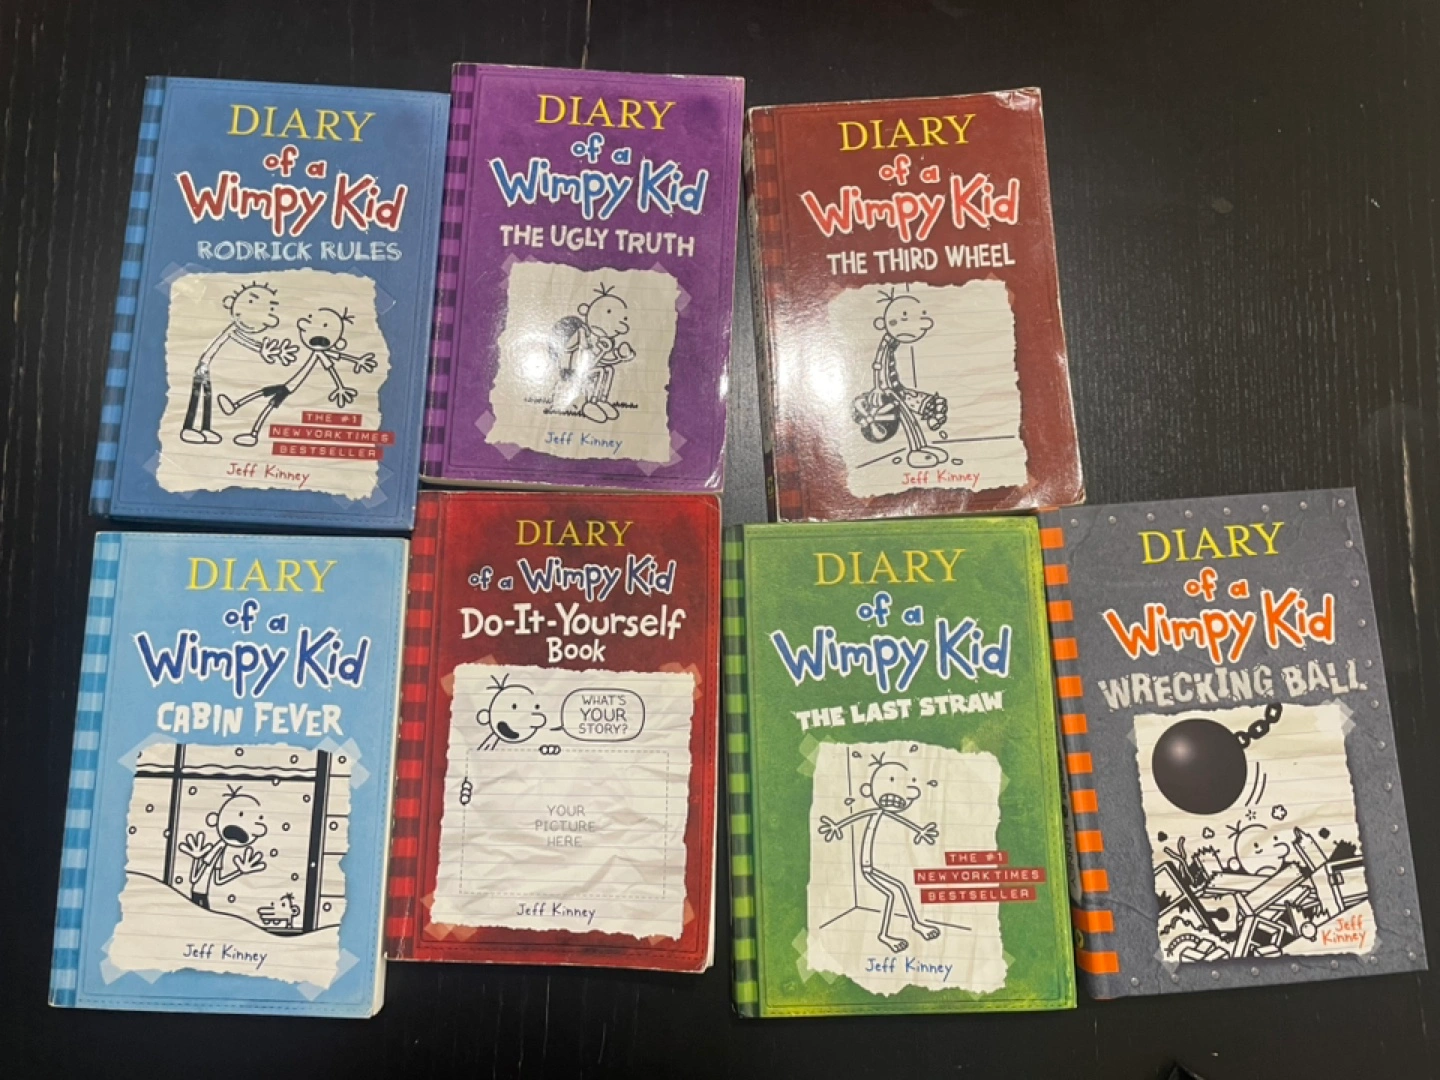 DIARY
of a
Wimpy Kid
RODRICK RULES
THE #1
NEW YORK TIMES
BESTSELLER
Jeff Kinney
DIARY
of a
Wimpy Kid
THE UGLY TRUTH
Jeff Kinney
DIARY
of a
Wimpy Kid
THE THIRD WHEEL
Jeff Kinney
DIARY
of a
Wimpy Kid
CABIN FEVER
Jeff Kinney
DIARY
of a Wimpy Kid
Do-It-Yourself
Book
WHAT'S
YOUR
STORY?
YOUR
PICTURE
HERE
Jeff Kinney
DIARY
of a
Wimpy Kid
THE LAST STRAW
THE #1
NEW YORK TIMES
BESTSELLER
Jeff Kinney
DIARY
of a
Wimpy Kid
WRECKING BALL
Jeff
Kinney